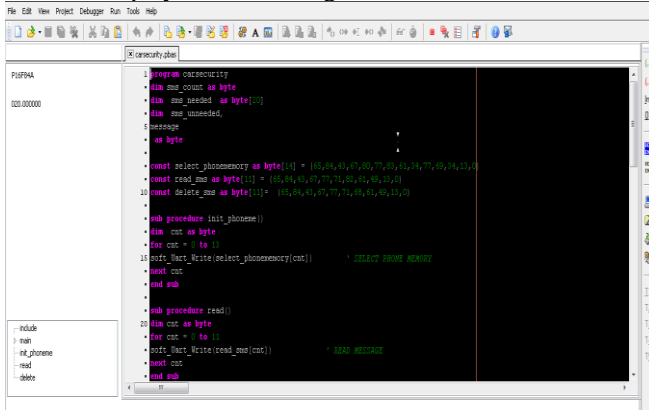 File Edit View Project Debugger Run Tools Help
carsecurity.pbas
P16F84A
020.000000
1 program carsecurity
dim sms_count as byte
dim sms_needed as byte[20]
dim sms_unneeded,
5 message
as byte
const select_phonememory as byte[14] = (65,84,43,67,80,77,83,61,34,77,69,34,13,0)
const read_sms as byte[11] = (65,84,43,67,77,71,82,61,49,13,0)
10 const delete_sms as byte[11]= (65,84,43,67,77,71,68,61,49,13,0)
sub procedure init_phoneme()
dim cnt as byte
for cnt = 0 to 13
15 soft_Uart_Write(select_phonememory[cnt]) ' SELECT PHONE MEMORY
next cnt
end sub
sub procedure read()
20 dim cnt as byte
for cnt = 0 to 11
soft_Uart_Write(read_sms[cnt]) ' READ MESSAGE
next cnt
end sub
include
main
init_phoneme
read
delete